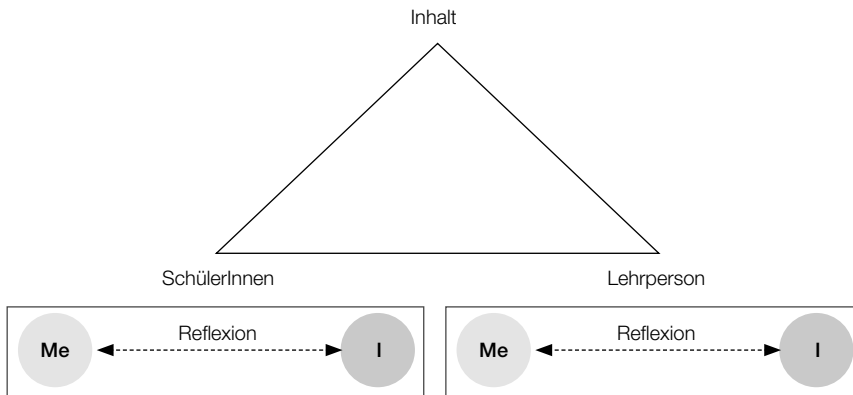 Inhalt
SchülerInnen
Lehrperson
Me
Reflexion
I
Me
Reflexion
I